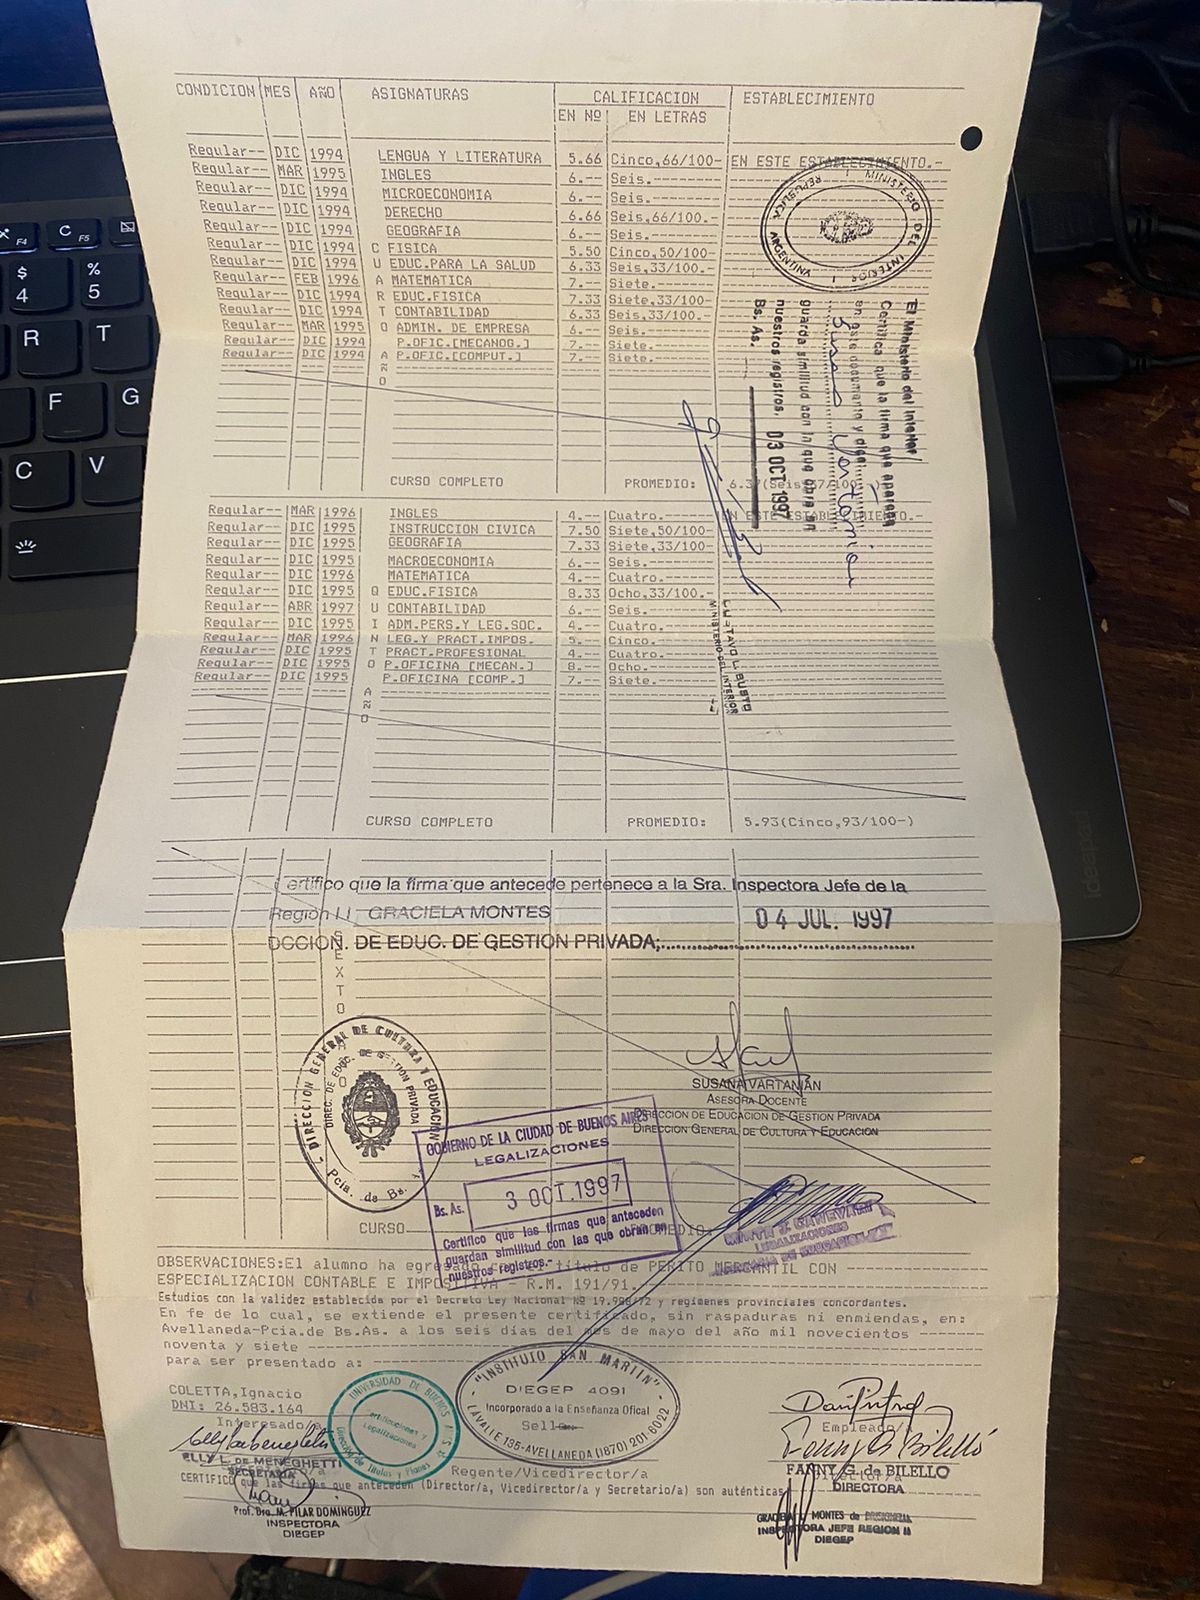 CONDICION MES AÑO ASIGNATURAS CALIFICACION ESTABLECIMIENTO
EN Nº EN LETRAS
Regular-- DIC 1994 LENGUA Y LITERATURA 5.66 Cinco,66/100- EN ESTE ESTABLECIMIENTO.-
Regular-- MAR 1995 INGLES 6.-- Seis.
Regular-- DIC 1994 MICROECONOMIA 6.-- Seis.
Regular-- DIC 1994 DERECHO 6.66 Seis,66/100.-
Regular-- DIC 1994 GEOGRAFIA 6.-- Seis.
Regular-- DIC 1994 FISICA 5.50 Cinco,50/100-
Regular-- DIC 1994 EDUC.PARA LA SALUD 6.33 Seis,33/100.-
Regular-- FEB 1996 MATEMATICA 7.-- Siete.
Regular-- DIC 1994 EDUC.FISICA 7.33 Siete,33/100-
Regular-- DIC 1994 CONTABILIDAD 6.33 Seis,33/100.-
Regular-- MAR 1995 ADMIN. DE EMPRESA 6.-- Seis.
Regular-- DIC 1994 P.OFIC.[MECANOG.] 7.-- Siete.
Regular-- DIC 1994 P.OFIC.[COMPUT.] 7.-- Siete.
CUARTO AÑO
CURSO COMPLETO PROMEDIO:
Regular-- MAR 1996 INGLES 4.-- Cuatro. EN ESTE ESTABLECIMIENTO.-
Regular-- DIC 1995 INSTRUCCION CIVICA 7.50 Siete,50/100-
Regular-- DIC 1995 GEOGRAFIA 7.33 Siete,33/100-
Regular-- DIC 1995 MACROECONOMIA 6.-- Seis.
Regular-- DIC 1996 MATEMATICA 4.-- Cuatro.
Regular-- DIC 1995 EDUC.FISICA 8.33 Ocho,33/100.-
Regular-- ABR 1997 CONTABILIDAD 6.-- Seis.
Regular-- DIC 1995 ADM.PERS.Y LEG.SOC. 4.-- Cuatro.
Regular-- MAR 1996 LEG.Y PRACT.IMPOS. 5.-- Cinco.
Regular-- DIC 1995 PRACT.PROFESIONAL 4.-- Cuatro.
Regular-- DIC 1995 P.OFICINA [MECAN.] 8.-- Ocho.
Regular-- DIC 1995 P.OFICINA [COMP.] 7.-- Siete.
QUINTO AÑO
CURSO COMPLETO PROMEDIO: 5.93(Cinco,93/100-)
MINISTERIO DEL INTERIOR
REPUBLICA ARGENTINA
El Ministerio del Interior
Certifica que la firma que aparece
en este documento y dice:
Susana Vartanian
guarda similitud con la que obra en
nuestros registros. 03 OCT 1997
Bs. As.
GUSTAVO L. BUSTO
MINISTERIO DEL INTERIOR
Certifico que la firma que antecede pertenece a la Sra. Inspectora Jefe de la
Región II GRACIELA MONTES 04 JUL. 1997
DCCION. DE EDUC. DE GESTION PRIVADA;
SEXTO AÑO
DIRECCION GENERAL DE CULTURA Y EDUCACION
DIREC. DE EDUC. DE GESTION PRIVADA
Pcia. de Bs.
SUSANA VARTANIAN
ASESORA DOCENTE
DIRECCION DE EDUCACION DE GESTION PRIVADA
DIRECCION GENERAL DE CULTURA Y EDUCACION
GOBIERNO DE LA CIUDAD DE BUENOS AIRES
LEGALIZACIONES
Bs. As. 3 OCT.1997
Certifico que las firmas que anteceden
guardan similitud con las que obran en
nuestros registros.-
LEGALIZACIONES
CURSO PROMEDIO:
OBSERVACIONES:El alumno ha egresado título de PERITO MERCANTIL CON
ESPECIALIZACION CONTABLE E IMPOSITIVA - R.M. 191/91.
Estudios con la validez establecida por el Decreto Ley Nacional Nº 19.988/72 y regímenes provinciales concordantes.
En fe de lo cual, se extiende el presente certificado, sin raspaduras ni enmiendas, en:
Avellaneda-Pcia.de Bs.As. a los seis días del mes de mayo del año mil novecientos
noventa y siete
para ser presentado a:
COLETTA,Ignacio
DNI: 26.583.164
Interesado/a
ELLY L. DE MENEGHETTI
SECRETARIA
UNIVERSIDAD DE BUENOS AIRES
Certificaciones y
Legalizaciones
Dirección de Títulos y Planes
"INSTITUTO SAN MARTIN"
DIEGEP 4091
Incorporado a la Enseñanza Oficial
Sello
LAVALLE 136-AVELLANEDA (1870) 201-6022
Regente/Vicedirector/a
Empleado/a
Fanny G. Bilelló
FANNY G. de BILELLO
DIRECTORA
CERTIFICO que las firmas que anteceden (Director/a, Vicedirector/a y Secretario/a) son auténticas
Prof. Dra. M. PILAR DOMINGUEZ
INSPECTORA
DIEGEP
GRACIELA MONTES de
INSPECTORA JEFE REGION II
DIEGEP
ideapad
F4
F5
$
4
%
5
R
T
F
G
C
V